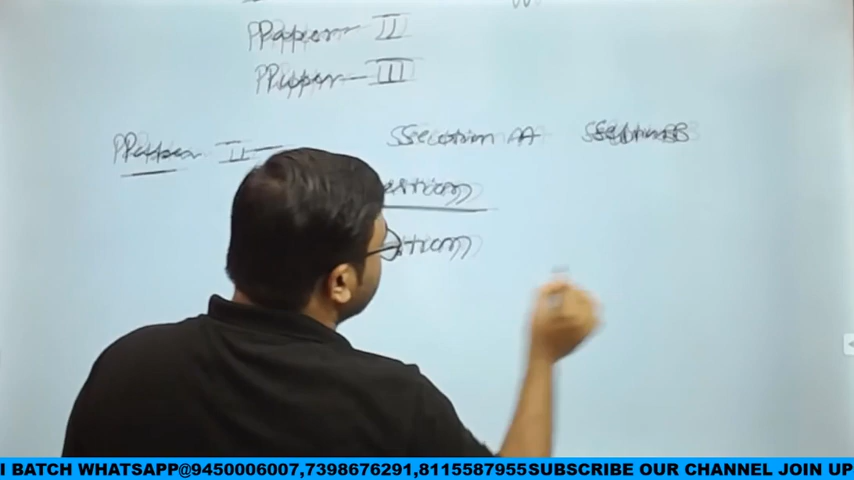 Paper - II
Paper - III
Paper II - Section A Section B
I BATCH WHATSAPP@9450006007,7398676291,8115587955SUBSCRIBE OUR CHANNEL JOIN UP